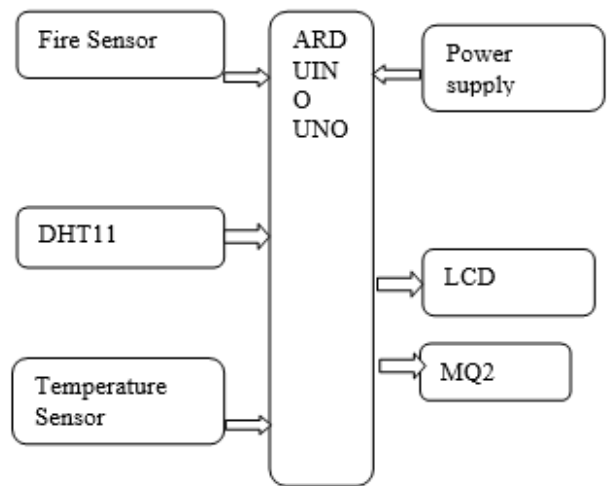 Fire Sensor
ARD
UIN
O
UNO
Power
supply
DHT11
LCD
MQ2
Temperature
Sensor